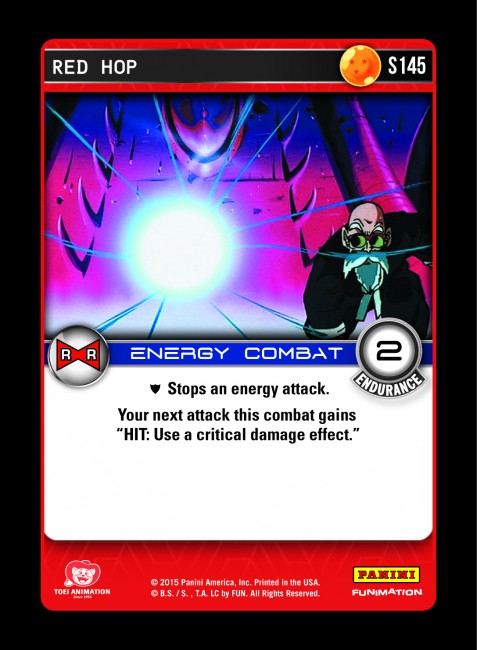 RED HOP
S145
R R
ENERGY COMBAT
2
ENDURANCE
Stops an energy attack.
Your next attack this combat gains
“HIT: Use a critical damage effect.”
TOEI ANIMATION
Since 1956
© 2015 Panini America, Inc. Printed in the USA.
© B.S. / S. , T.A. LC by FUN. All Rights Reserved.
PANINI
FUNIMATION